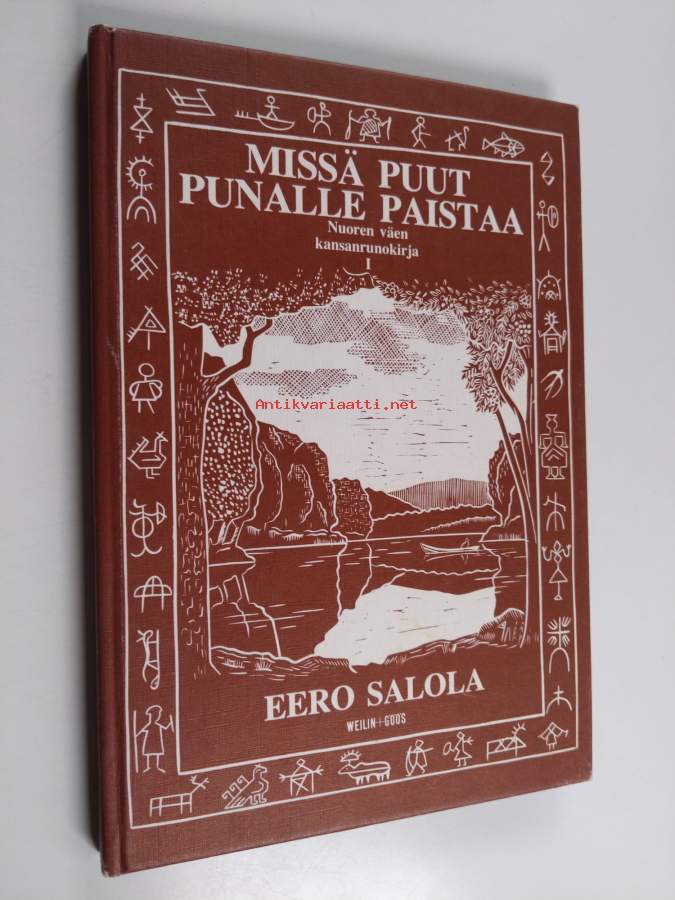 MISSÄ PUUT
PUNALLE PAISTAA
Nuoren väen
kansanrunokirja
I
Antikvariaatti.net
EERO SALOLA
WEILIN+GÖÖS